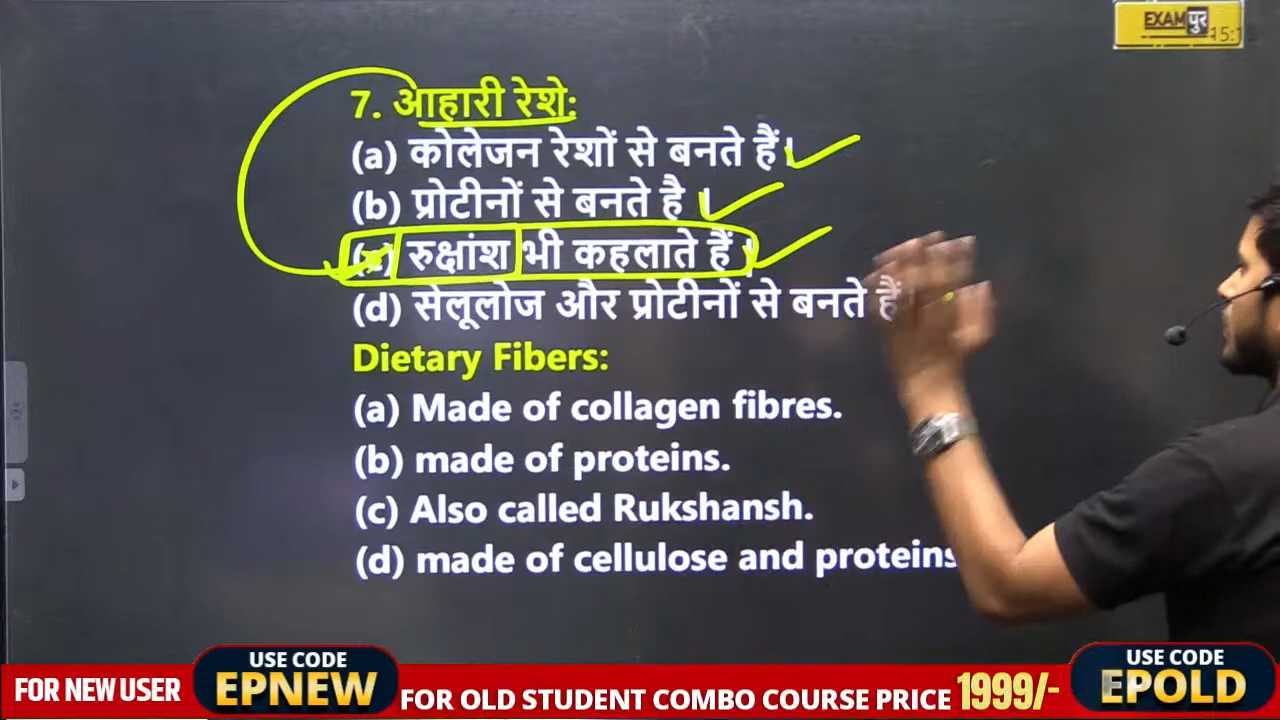 EXAMपुर
15:1
7. आहारी रेशे:
(a) कोलेजन रेशों से बनते हैं।
(b) प्रोटीनों से बनते है ।
(c) रुक्षांश भी कहलाते हैं।
(d) सेलूलोज और प्रोटीनों से बनते हैं
Dietary Fibers:
(a) Made of collagen fibres.
(b) made of proteins.
(c) Also called Rukshansh.
(d) made of cellulose and proteins
FOR NEW USER
USE CODE
EPNEW
FOR OLD STUDENT COMBO COURSE PRICE 1999/-
USE CODE
EPOLD